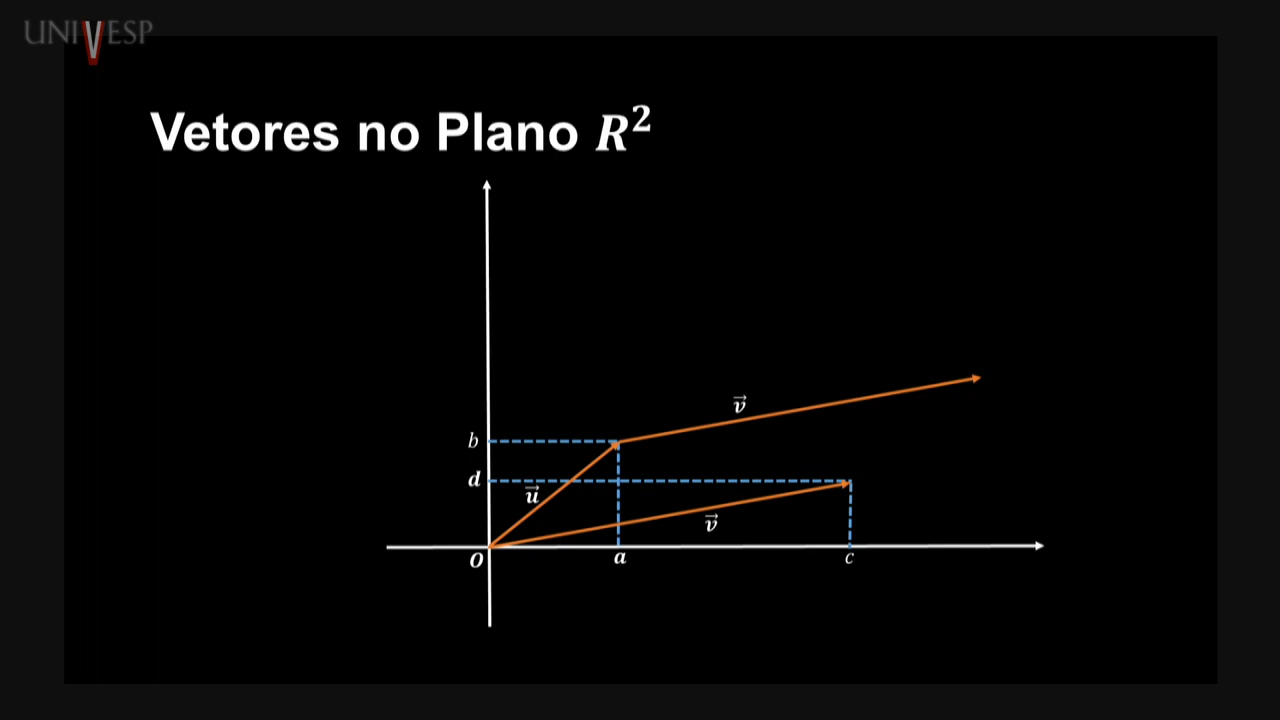 UNIVESP
Vetores no Plano R²
v⃗
b
d
u⃗
v⃗
O
a
c